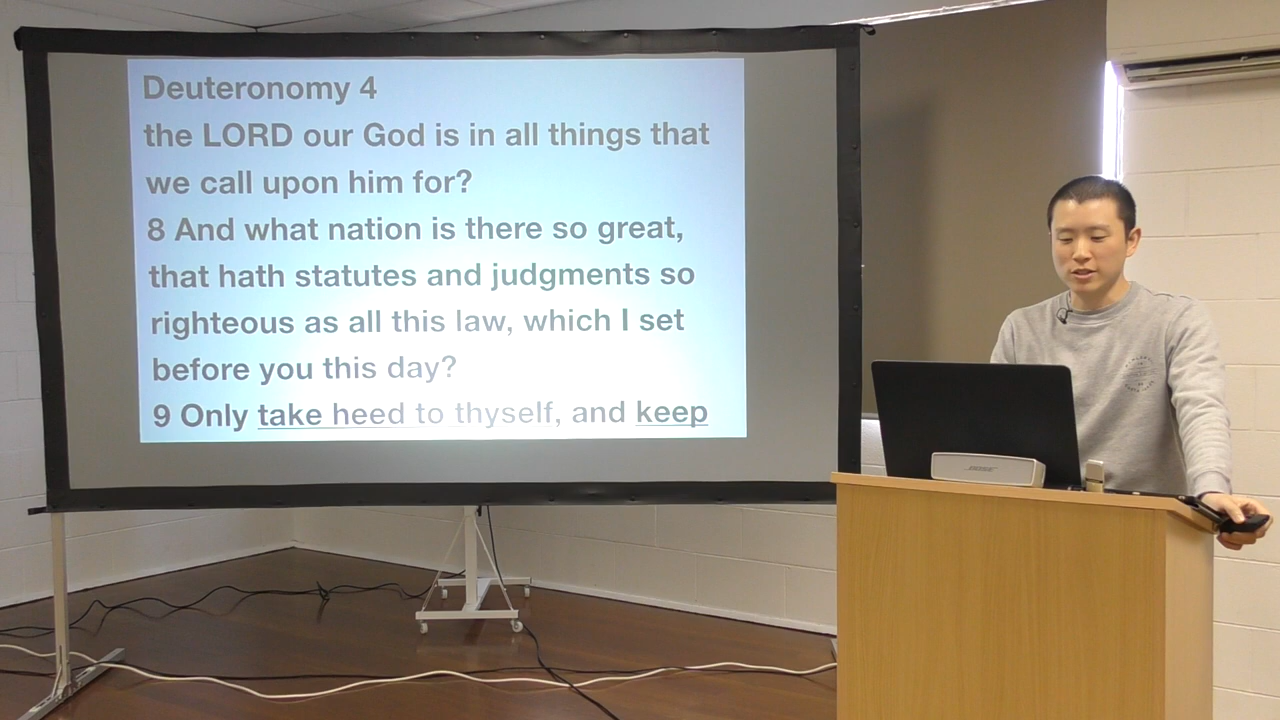 Deuteronomy 4
the LORD our God is in all things that
we call upon him for?
8 And what nation is there so great,
that hath statutes and judgments so
righteous as all this law, which I set
before you this day?
9 Only take heed to thyself, and keep